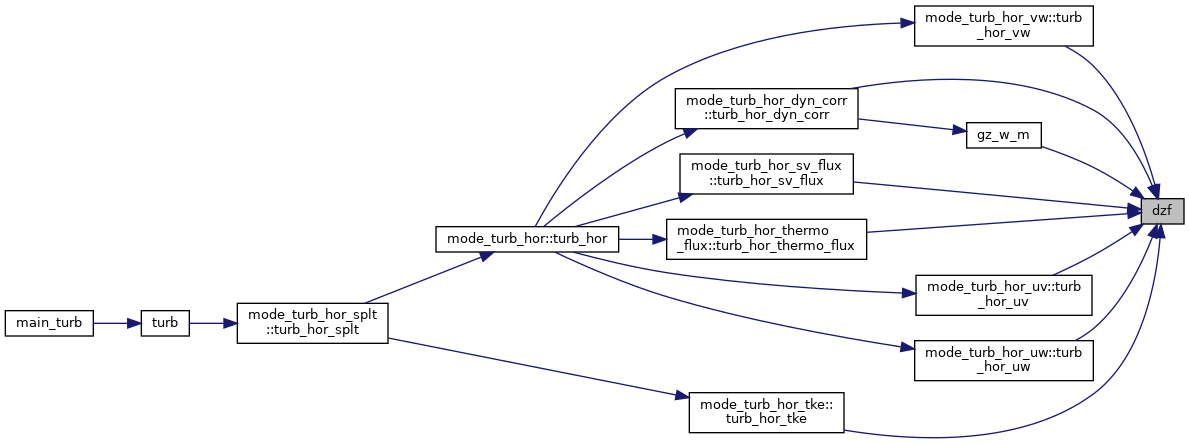 mode_turb_hor_vw::turb
_hor_vw
mode_turb_hor_dyn_corr
::turb_hor_dyn_corr
gz_w_m
mode_turb_hor_sv_flux
::turb_hor_sv_flux
dzf
mode_turb_hor::turb_hor
mode_turb_hor_thermo
_flux::turb_hor_thermo_flux
mode_turb_hor_uv::turb
_hor_uv
main_turb
turb
mode_turb_hor_splt
::turb_hor_splt
mode_turb_hor_uw::turb
_hor_uw
mode_turb_hor_tke::
turb_hor_tke